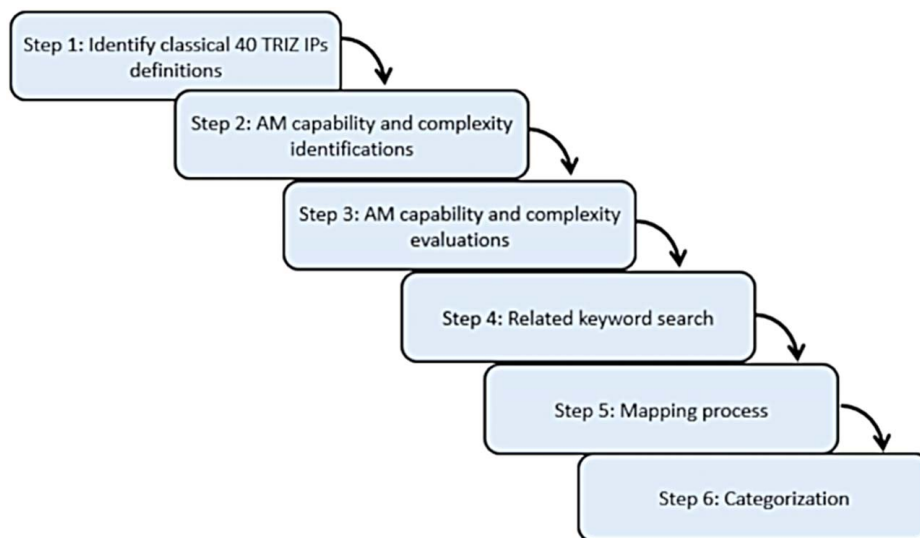 Step 1: Identify classical 40 TRIZ IPs
definitions
Step 2: AM capability and complexity
identifications
Step 3: AM capability and complexity
evaluations
Step 4: Related keyword search
Step 5: Mapping process
Step 6: Categorization